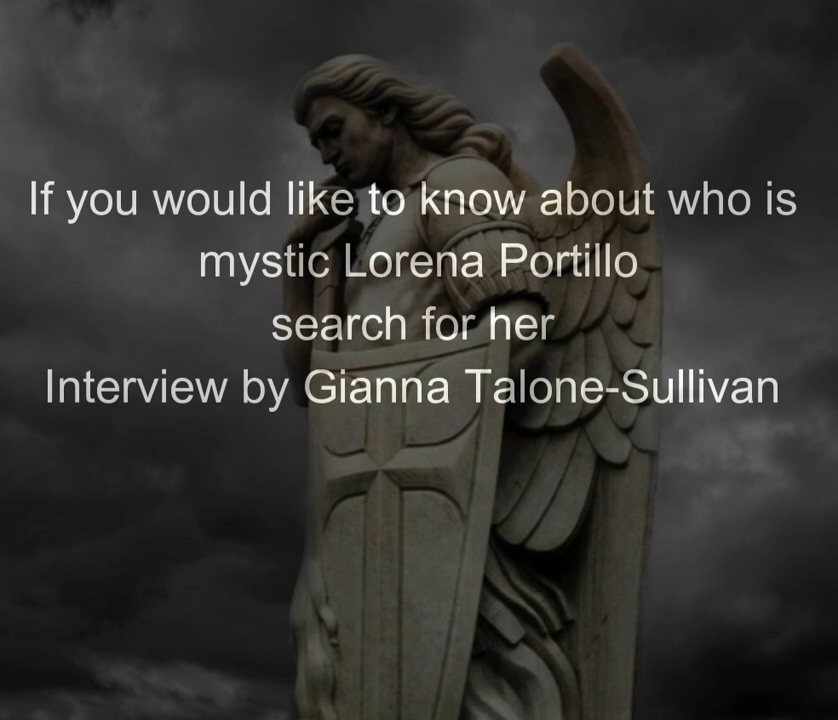 If you would like to know about who is
mystic Lorena Portillo
search for her
Interview by Gianna Talone-Sullivan